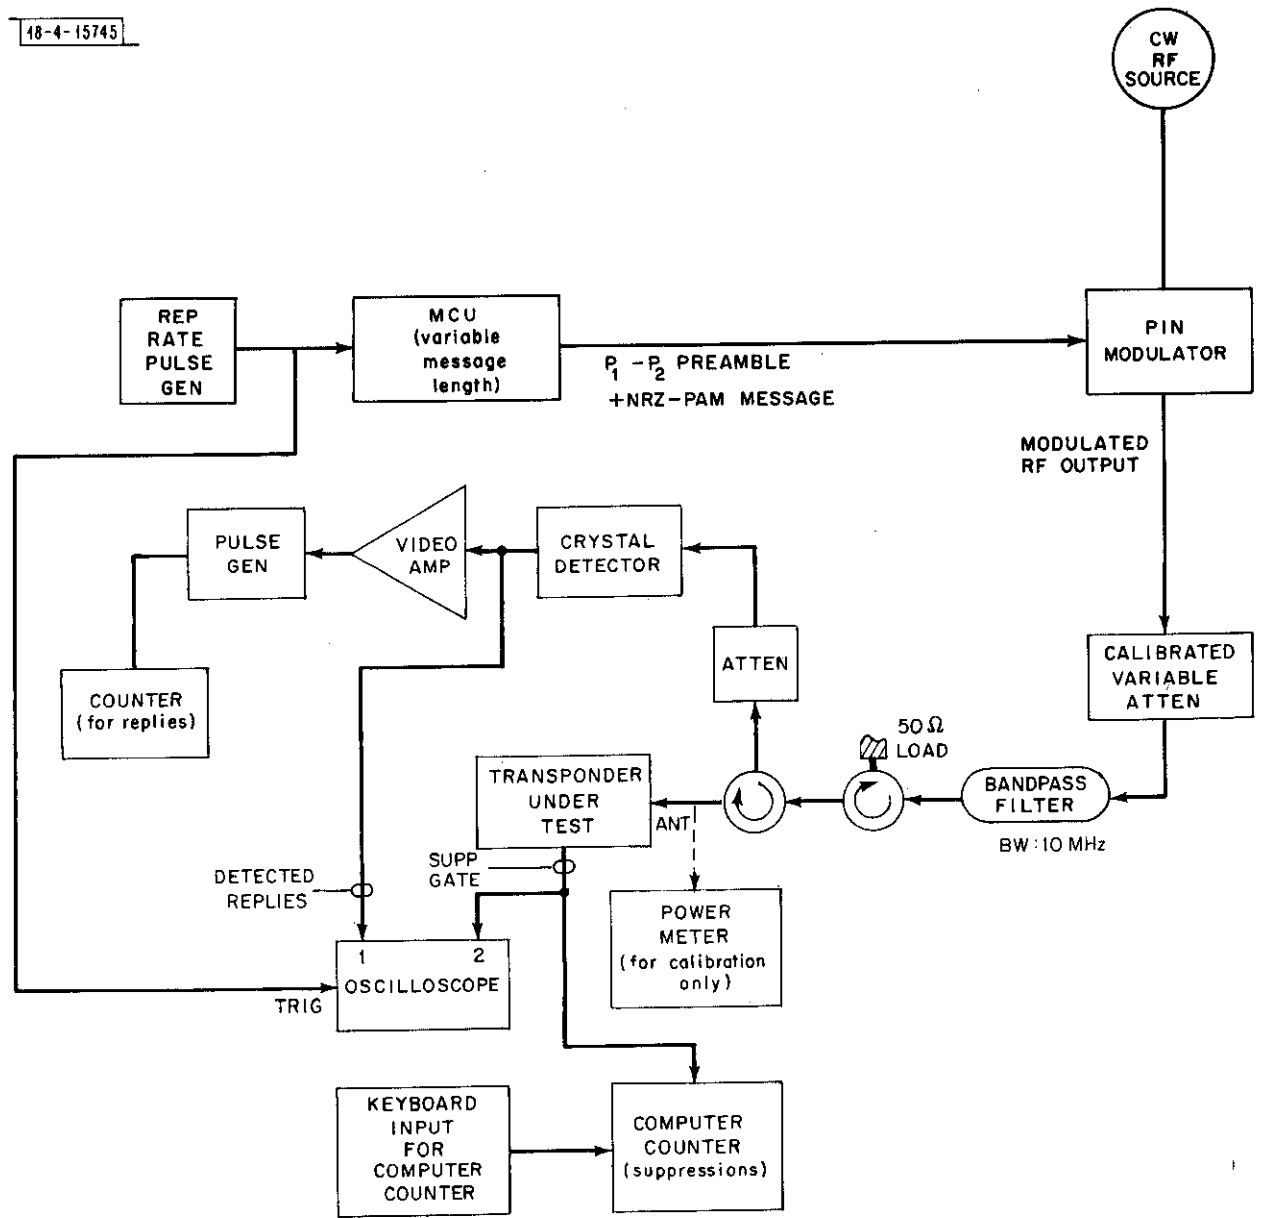 18-4-15745
CW
RF
SOURCE
REP
RATE
PULSE
GEN
MCU
(variable
message
length)
P1 -P2 PREAMBLE
+NRZ-PAM MESSAGE
PIN
MODULATOR
MODULATED
RF OUTPUT
PULSE
GEN
VIDEO
AMP
CRYSTAL
DETECTOR
ATTEN
CALIBRATED
VARIABLE
ATTEN
COUNTER
(for replies)
50Ω
LOAD
TRANSPONDER
UNDER
TEST
ANT
BANDPASS
FILTER
BW:10 MHz
SUPP
GATE
DETECTED
REPLIES
POWER
METER
(for calibration
only)
1
2
OSCILLOSCOPE
TRIG
KEYBOARD
INPUT
FOR
COMPUTER
COUNTER
COMPUTER
COUNTER
(suppressions)